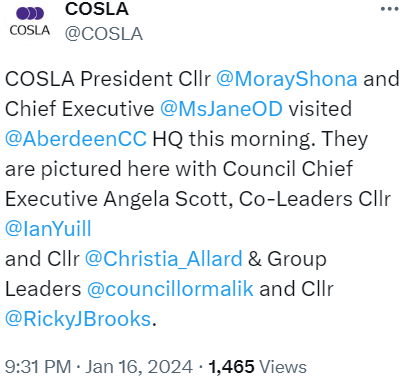 COSLA
COSLA
@COSLA
COSLA President Cllr @MorayShona and
Chief Executive @MsJaneOD visited
@AberdeenCC HQ this morning. They
are pictured here with Council Chief
Executive Angela Scott, Co-Leaders Cllr
@IanYuill
and Cllr @Christia_Allard & Group
Leaders @councillormalik and Cllr
@RickyJBrooks.
9:31 PM · Jan 16, 2024 · 1,465 Views